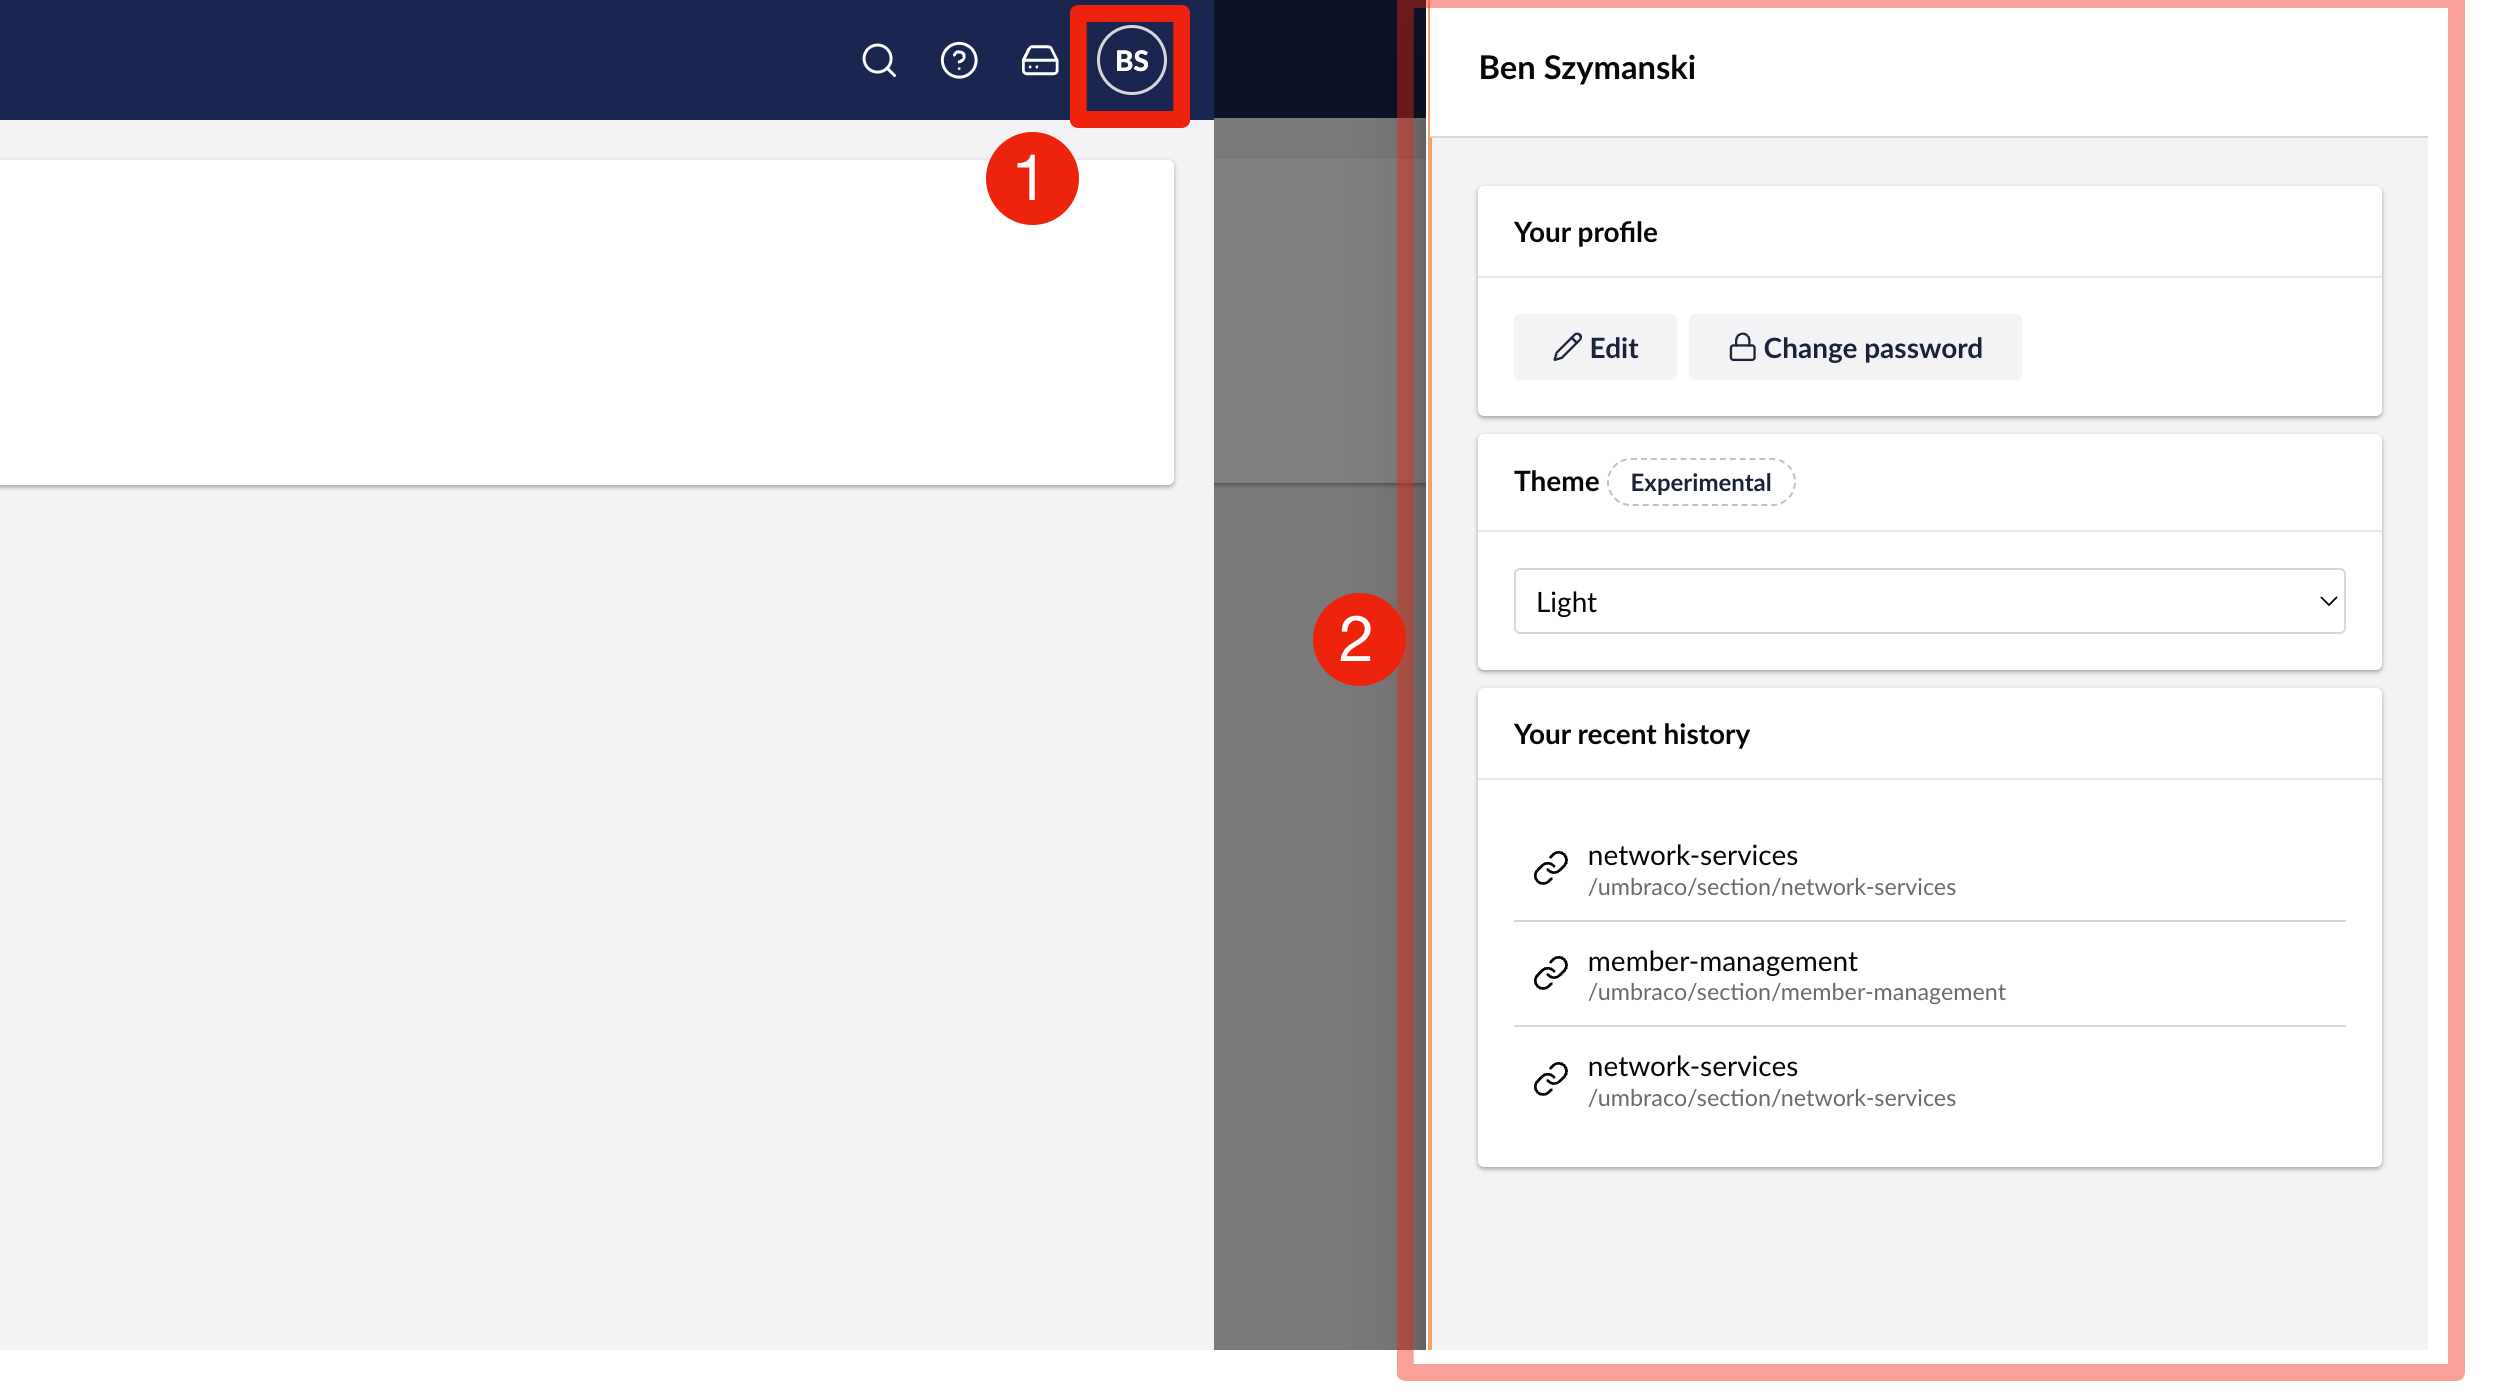 BS
1
2
Ben Szymanski
Your profile
Edit
Change password
Theme Experimental
Light
Your recent history
network-services
/umbraco/section/network-services
member-management
/umbraco/section/member-management
network-services
/umbraco/section/network-services